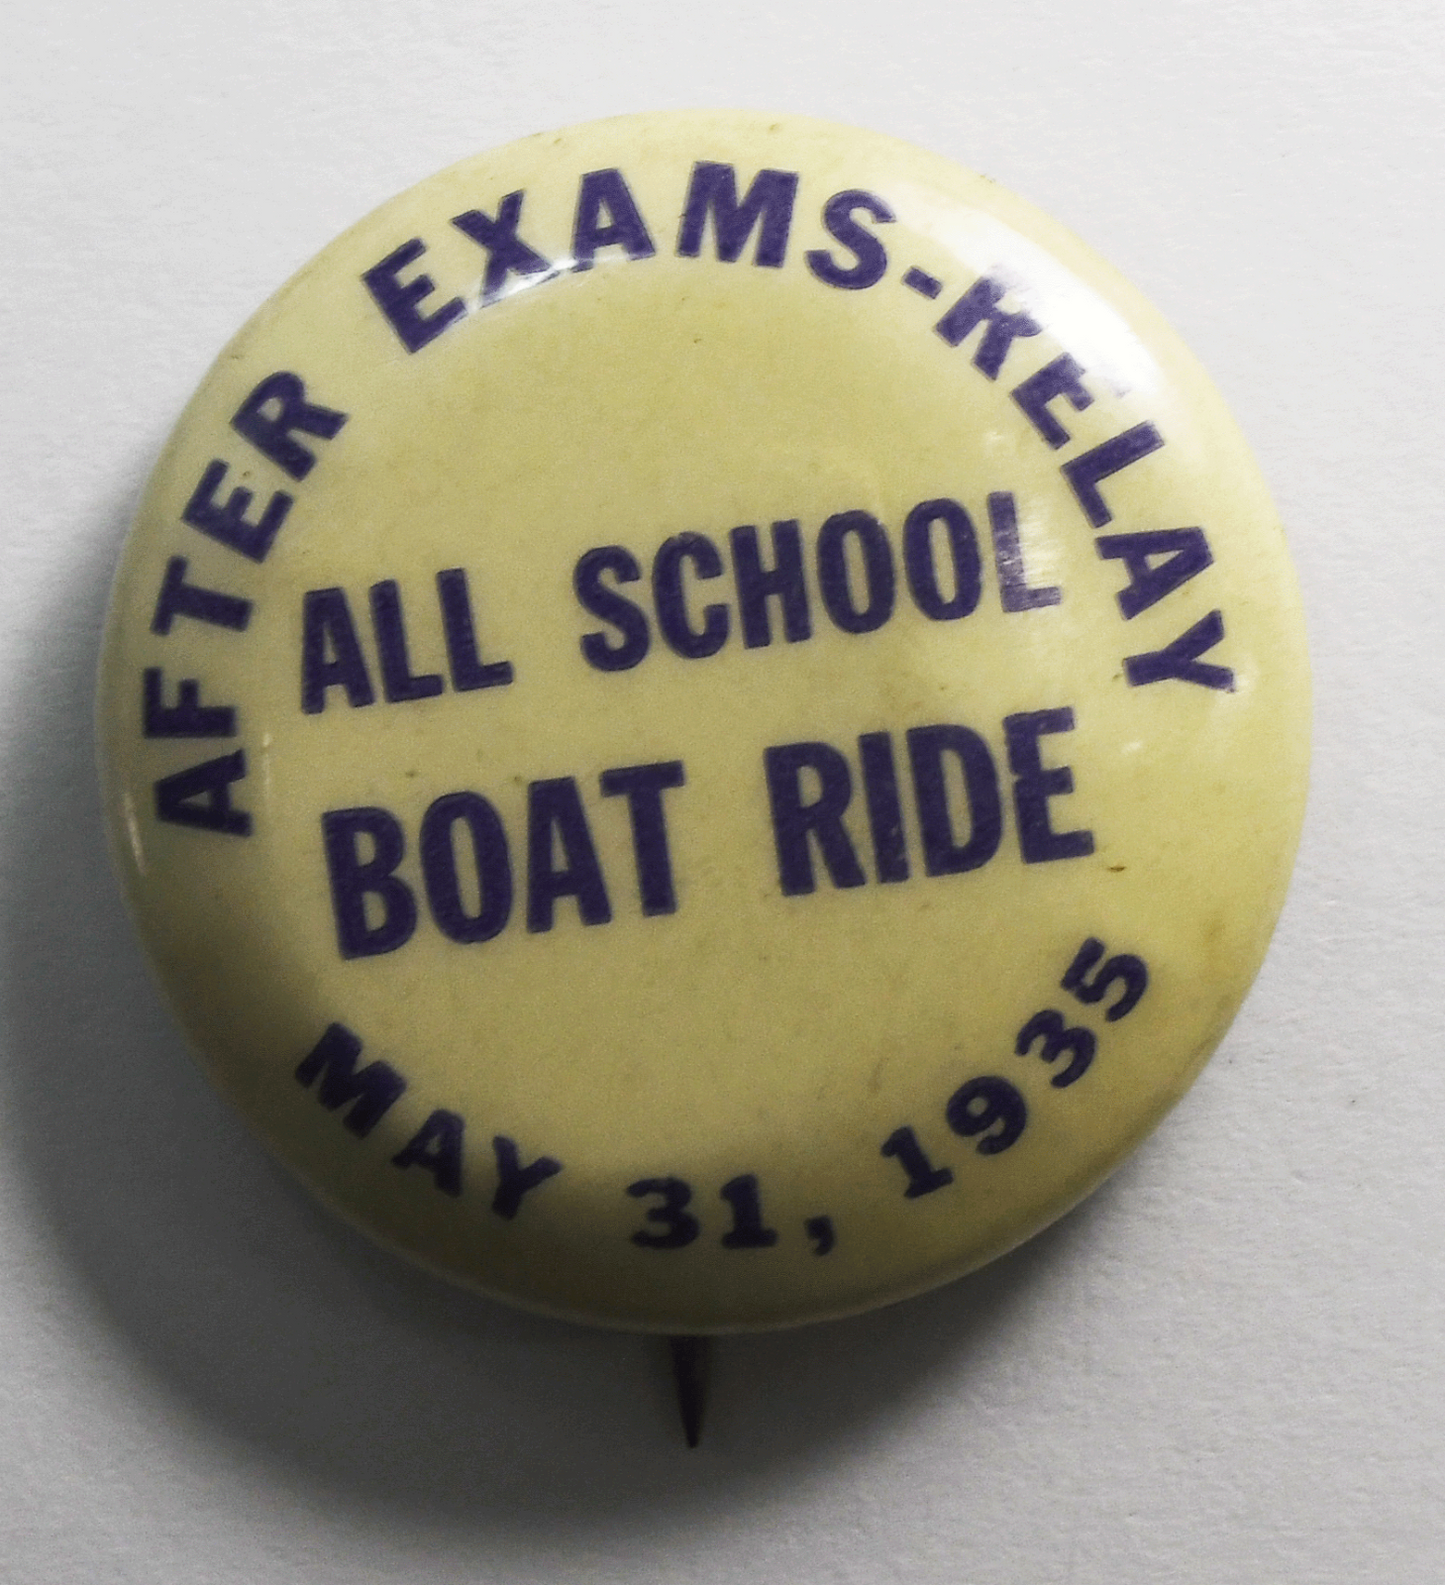 AFTER EXAMS-RELAY
ALL SCHOOL
BOAT RIDE
MAY 31, 1935